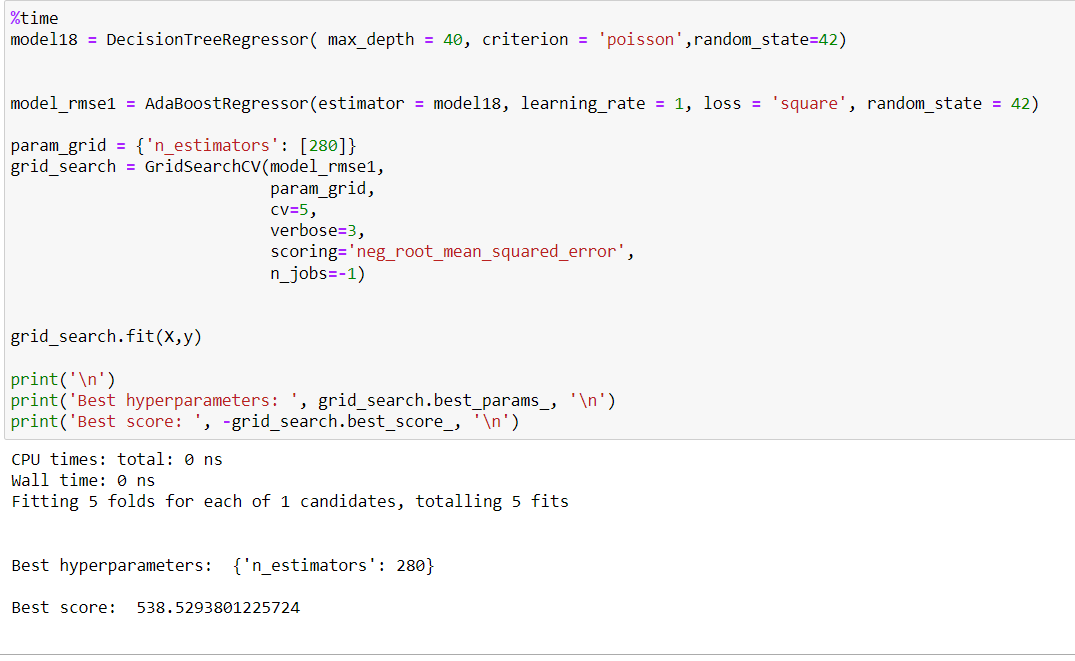 %time
model18 = DecisionTreeRegressor( max_depth = 40, criterion = 'poisson',random_state=42)
model_rmse1 = AdaBoostRegressor(estimator = model18, learning_rate = 1, loss = 'square', random_state = 42)
param_grid = {'n_estimators': [280]}
grid_search = GridSearchCV(model_rmse1,
param_grid,
cv=5,
verbose=3,
scoring='neg_root_mean_squared_error',
n_jobs=-1)
grid_search.fit(X,y)
print('\n')
print('Best hyperparameters: ', grid_search.best_params_, '\n')
print('Best score: ', -grid_search.best_score_, '\n')
CPU times: total: 0 ns
Wall time: 0 ns
Fitting 5 folds for each of 1 candidates, totalling 5 fits
Best hyperparameters:  {'n_estimators': 280}
Best score:  538.5293801225724